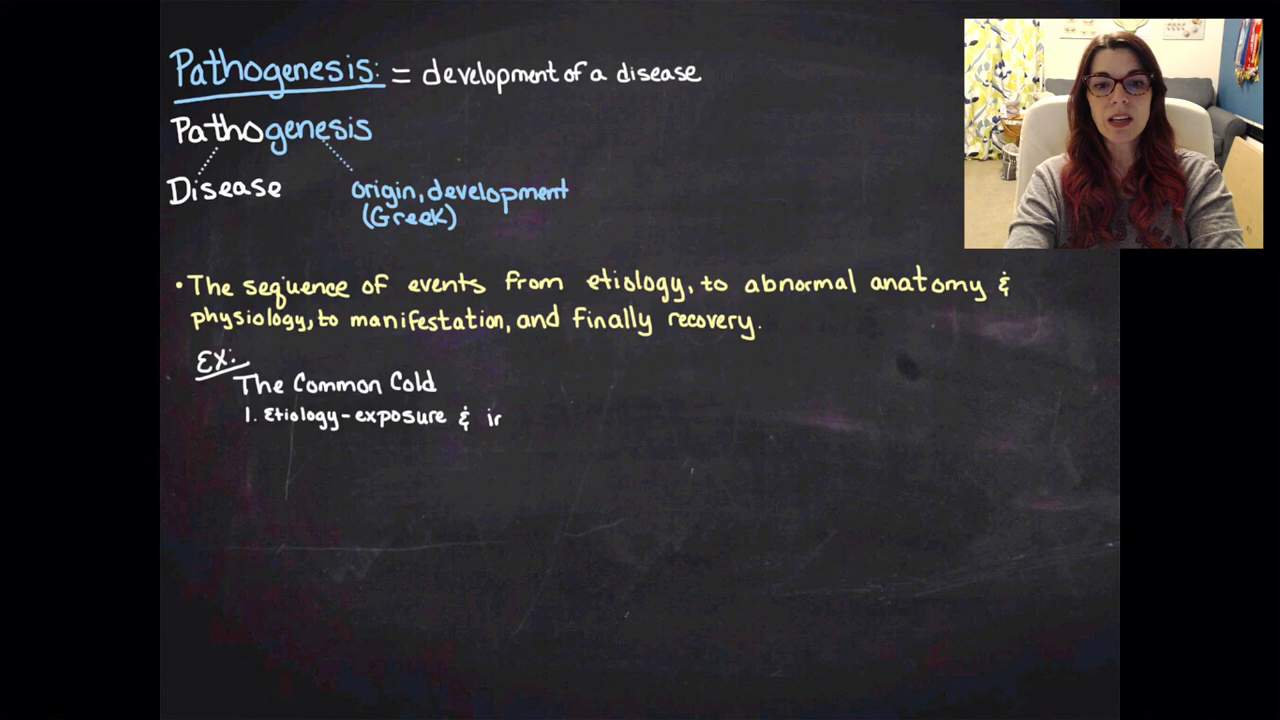 Pathogenesis: = development of a disease
Pathogenesis
Disease
origin, development
(Greek)
• The sequence of events from etiology, to abnormal anatomy &
physiology, to manifestation, and finally recovery.
Ex:
The Common Cold
1. Etiology - exposure & ir